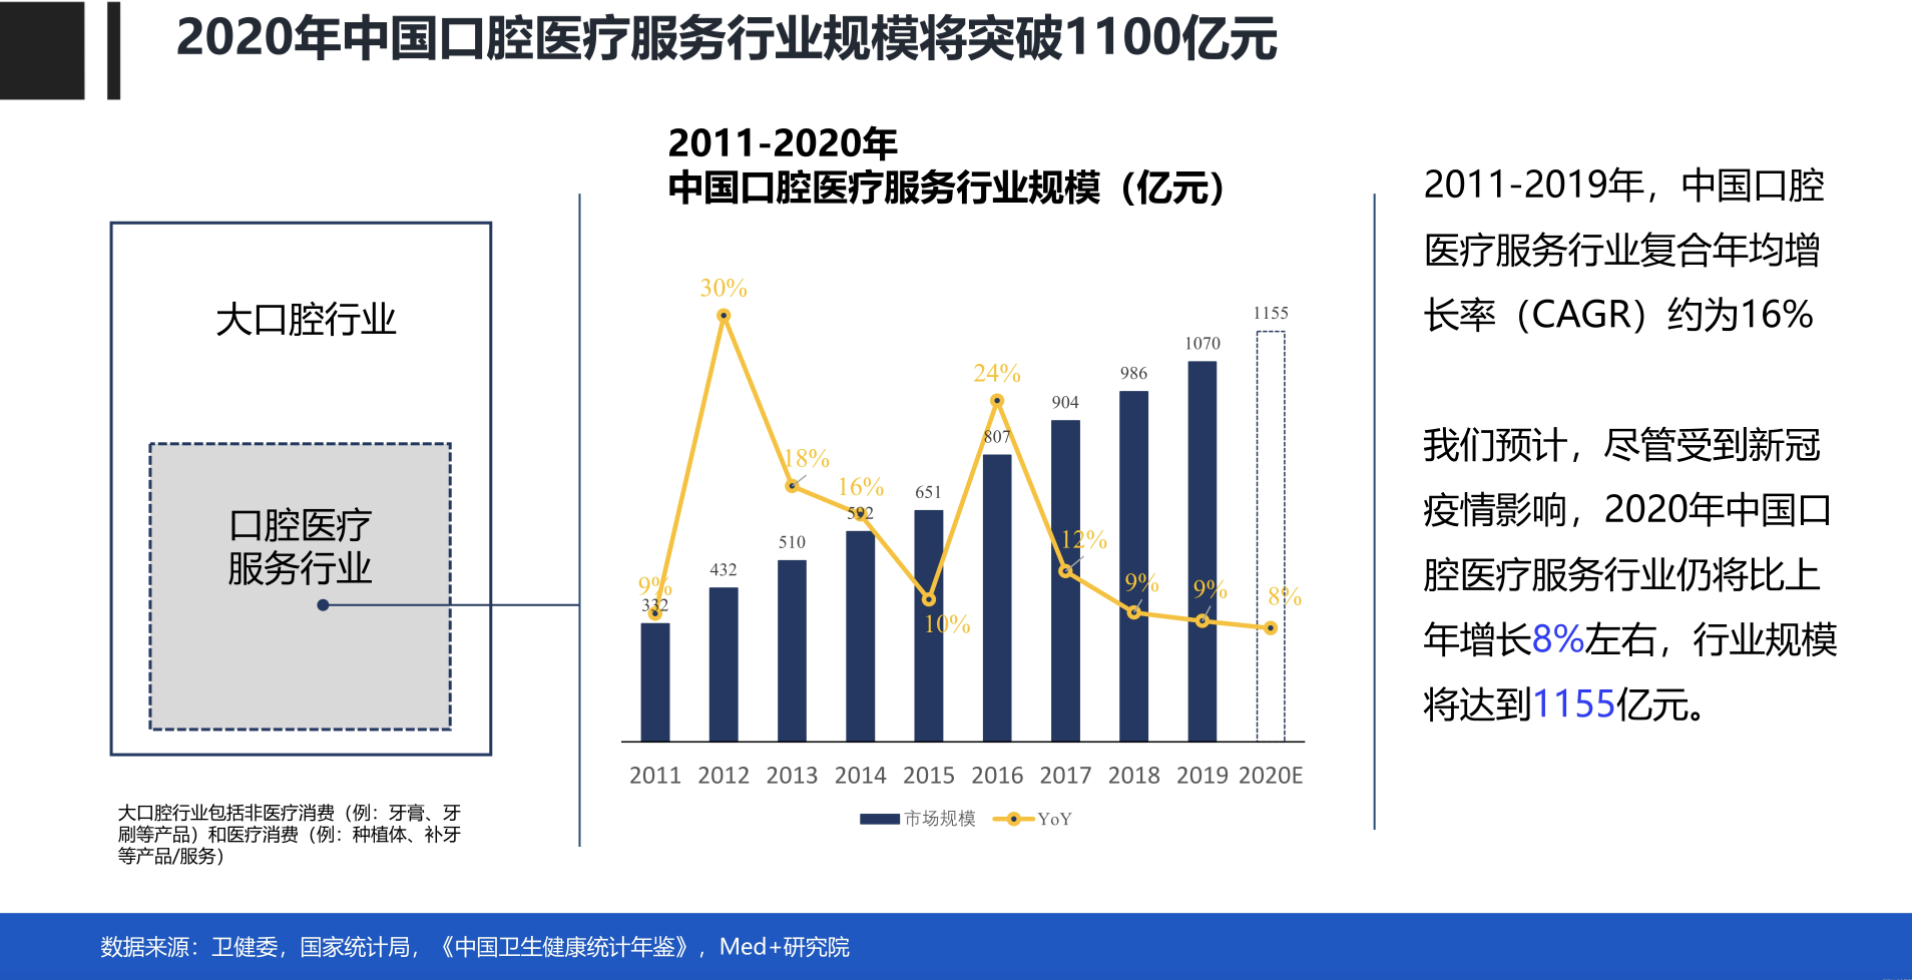 2020年中国口腔医疗服务行业规模将突破1100亿元
大口腔行业
口腔医疗
服务行业
大口腔行业包括非医疗消费（例：牙膏、牙
刷等产品）和医疗消费（例：种植体、补牙
等产品/服务）
2011-2020年
中国口腔医疗服务行业规模（亿元）
30%
1155
1070
24%
986
904
807
18%
16%
651
592
510
12%
432
9%
9%
9%
8%
332
10%
2011 2012 2013 2014 2015 2016 2017 2018 2019 2020E
市场规模 YoY
2011-2019年，中国口腔
医疗服务行业复合年均增
长率（CAGR）约为16%
我们预计，尽管受到新冠
疫情影响，2020年中国口
腔医疗服务行业仍将比上
年增长8%左右，行业规模
将达到1155亿元。
数据来源：卫健委，国家统计局，《中国卫生健康统计年鉴》，Med+研究院